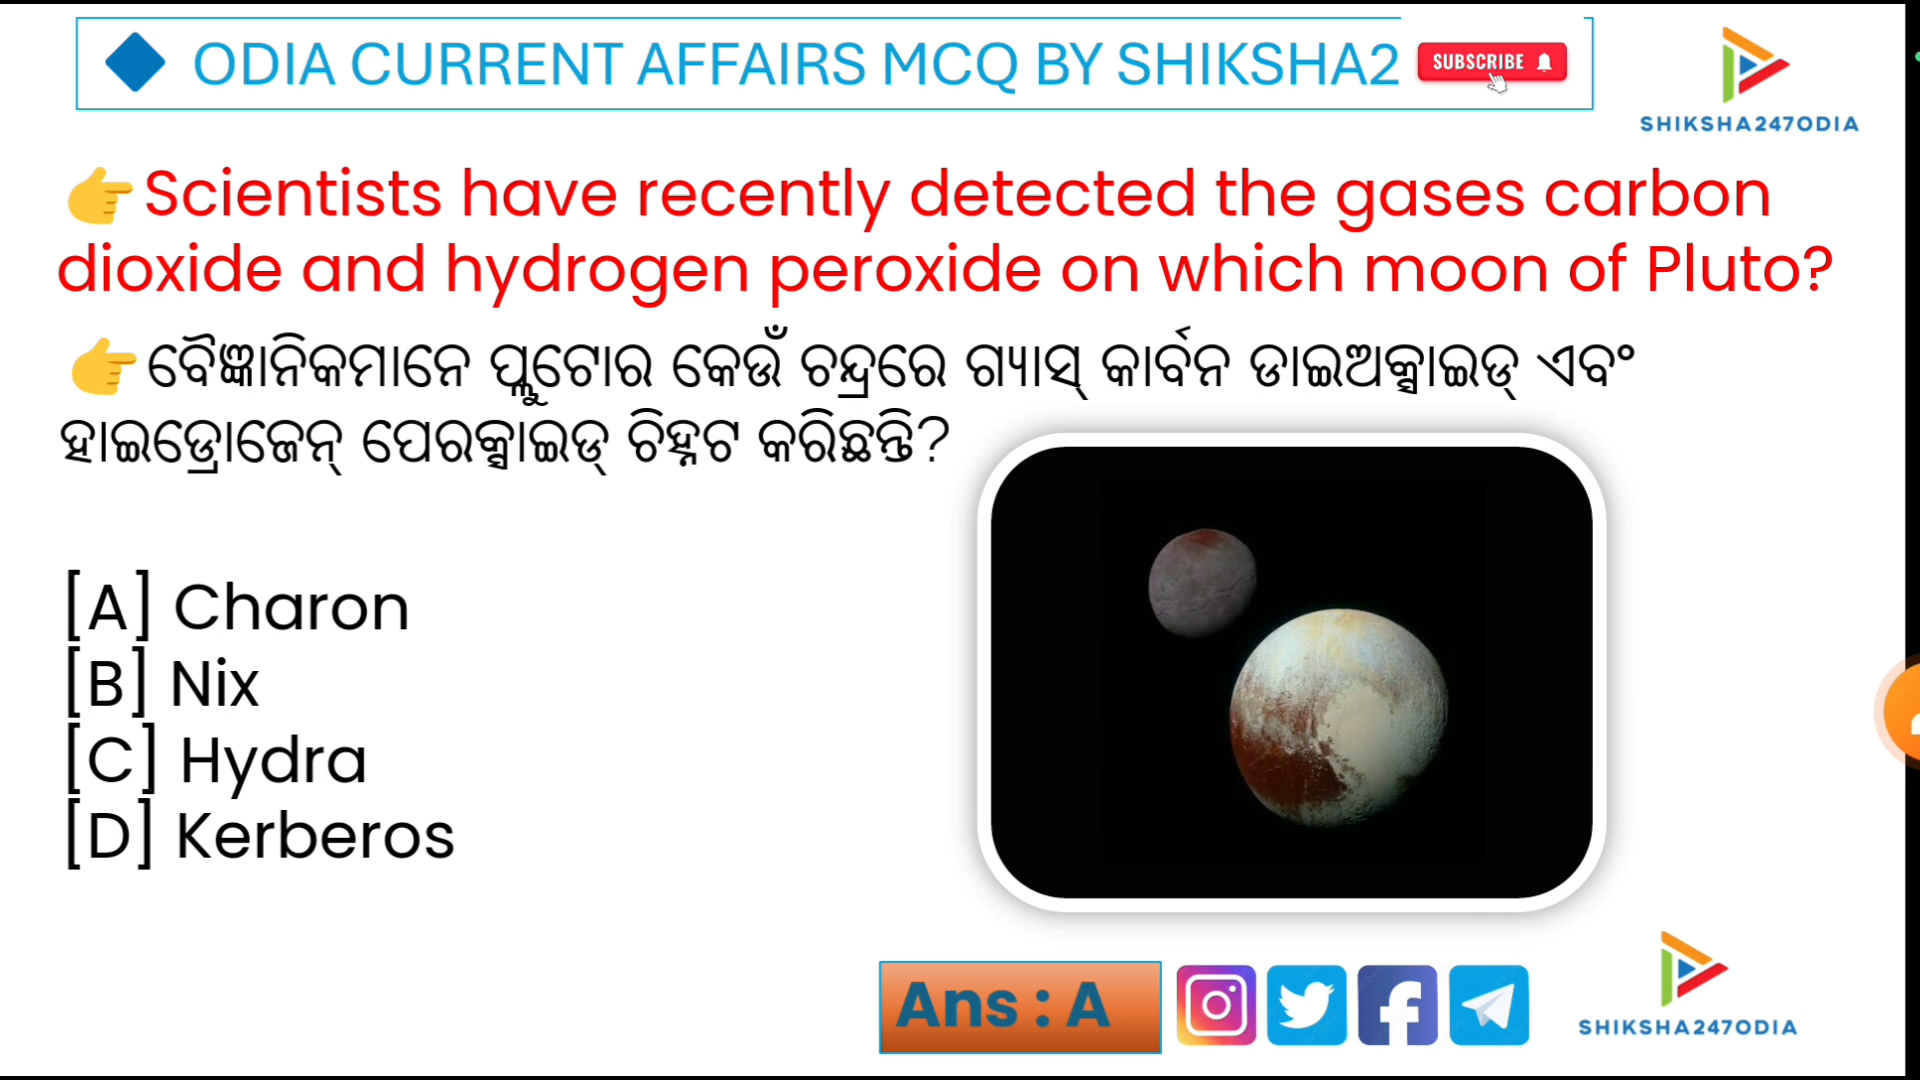 ODIA CURRENT AFFAIRS MCQ BY SHIKSHA2
SUBSCRIBE
SHIKSHA247ODIA
👉Scientists have recently detected the gases carbon
dioxide and hydrogen peroxide on which moon of Pluto?
👉ବୈଜ୍ଞାନିକମାନେ ପ୍ଲୁଟୋର କେଉଁ ଚନ୍ଦ୍ରରେ ଗ୍ୟାସ୍ କାର୍ବନ ଡାଇଅକ୍ସାଇଡ୍ ଏବଂ
ହାଇଡ୍ରୋଜେନ୍ ପେରକ୍ସାଇଡ୍ ଚିହ୍ନଟ କରିଛନ୍ତି?
[A] Charon
[B] Nix
[C] Hydra
[D] Kerberos
Ans : A
SHIKSHA247ODIA